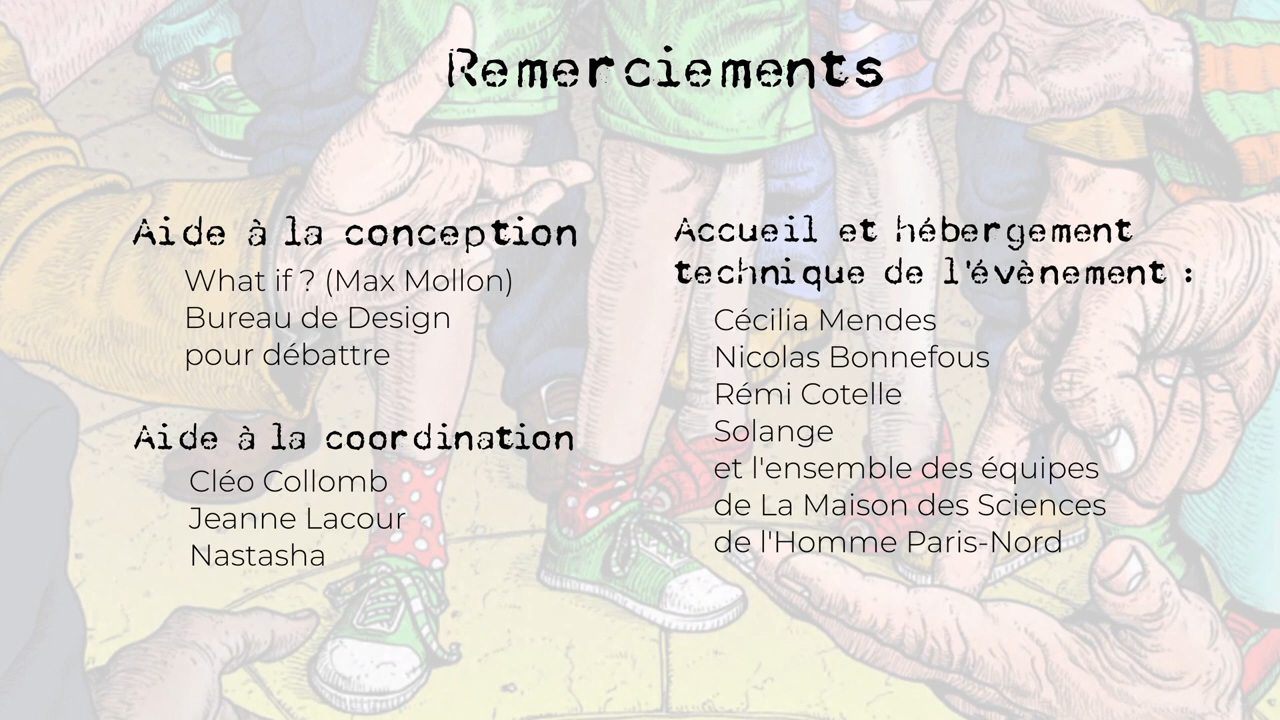 Remerciements
Aide à la conception
What if ? (Max Mollon)
Bureau de Design
pour débattre
Aide à la coordination
Cléo Collomb
Jeanne Lacour
Nastasha
Accueil et hébergement
technique de l'évènement :
Cécilia Mendes
Nicolas Bonnefous
Rémi Cotelle
Solange
et l'ensemble des équipes
de La Maison des Sciences
de l'Homme Paris-Nord